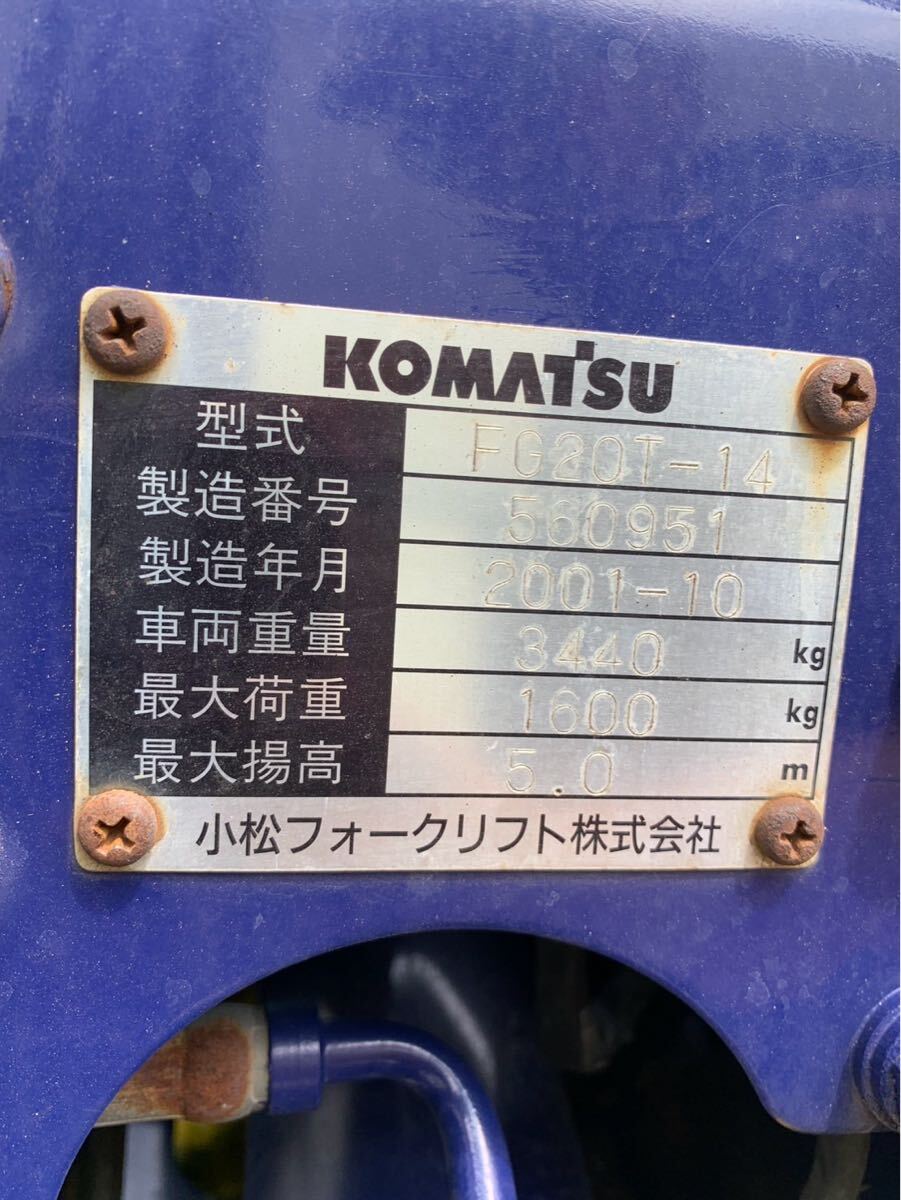 KOMATSU
型式 FG20T-14
製造番号 560951
製造年月 2001-10
車両重量 3440 kg
最大荷重 1600 kg
最大揚高 5.0 m
小松フォークリフト株式会社